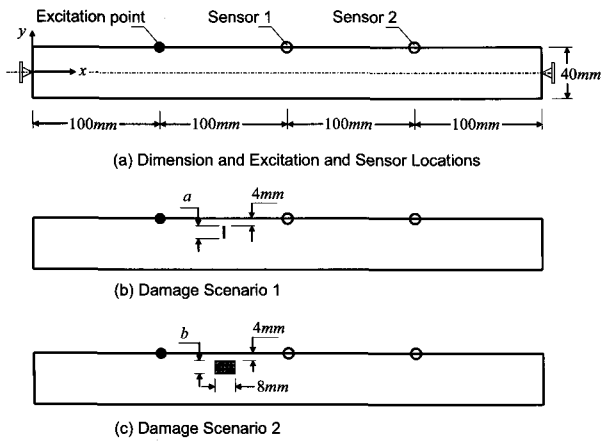 Excitation point
Sensor 1
Sensor 2
y
x
40mm
100mm
100mm
100mm
100mm
(a) Dimension and Excitation and Sensor Locations
a
4mm
(b) Damage Scenario 1
b
4mm
8mm
(c) Damage Scenario 2